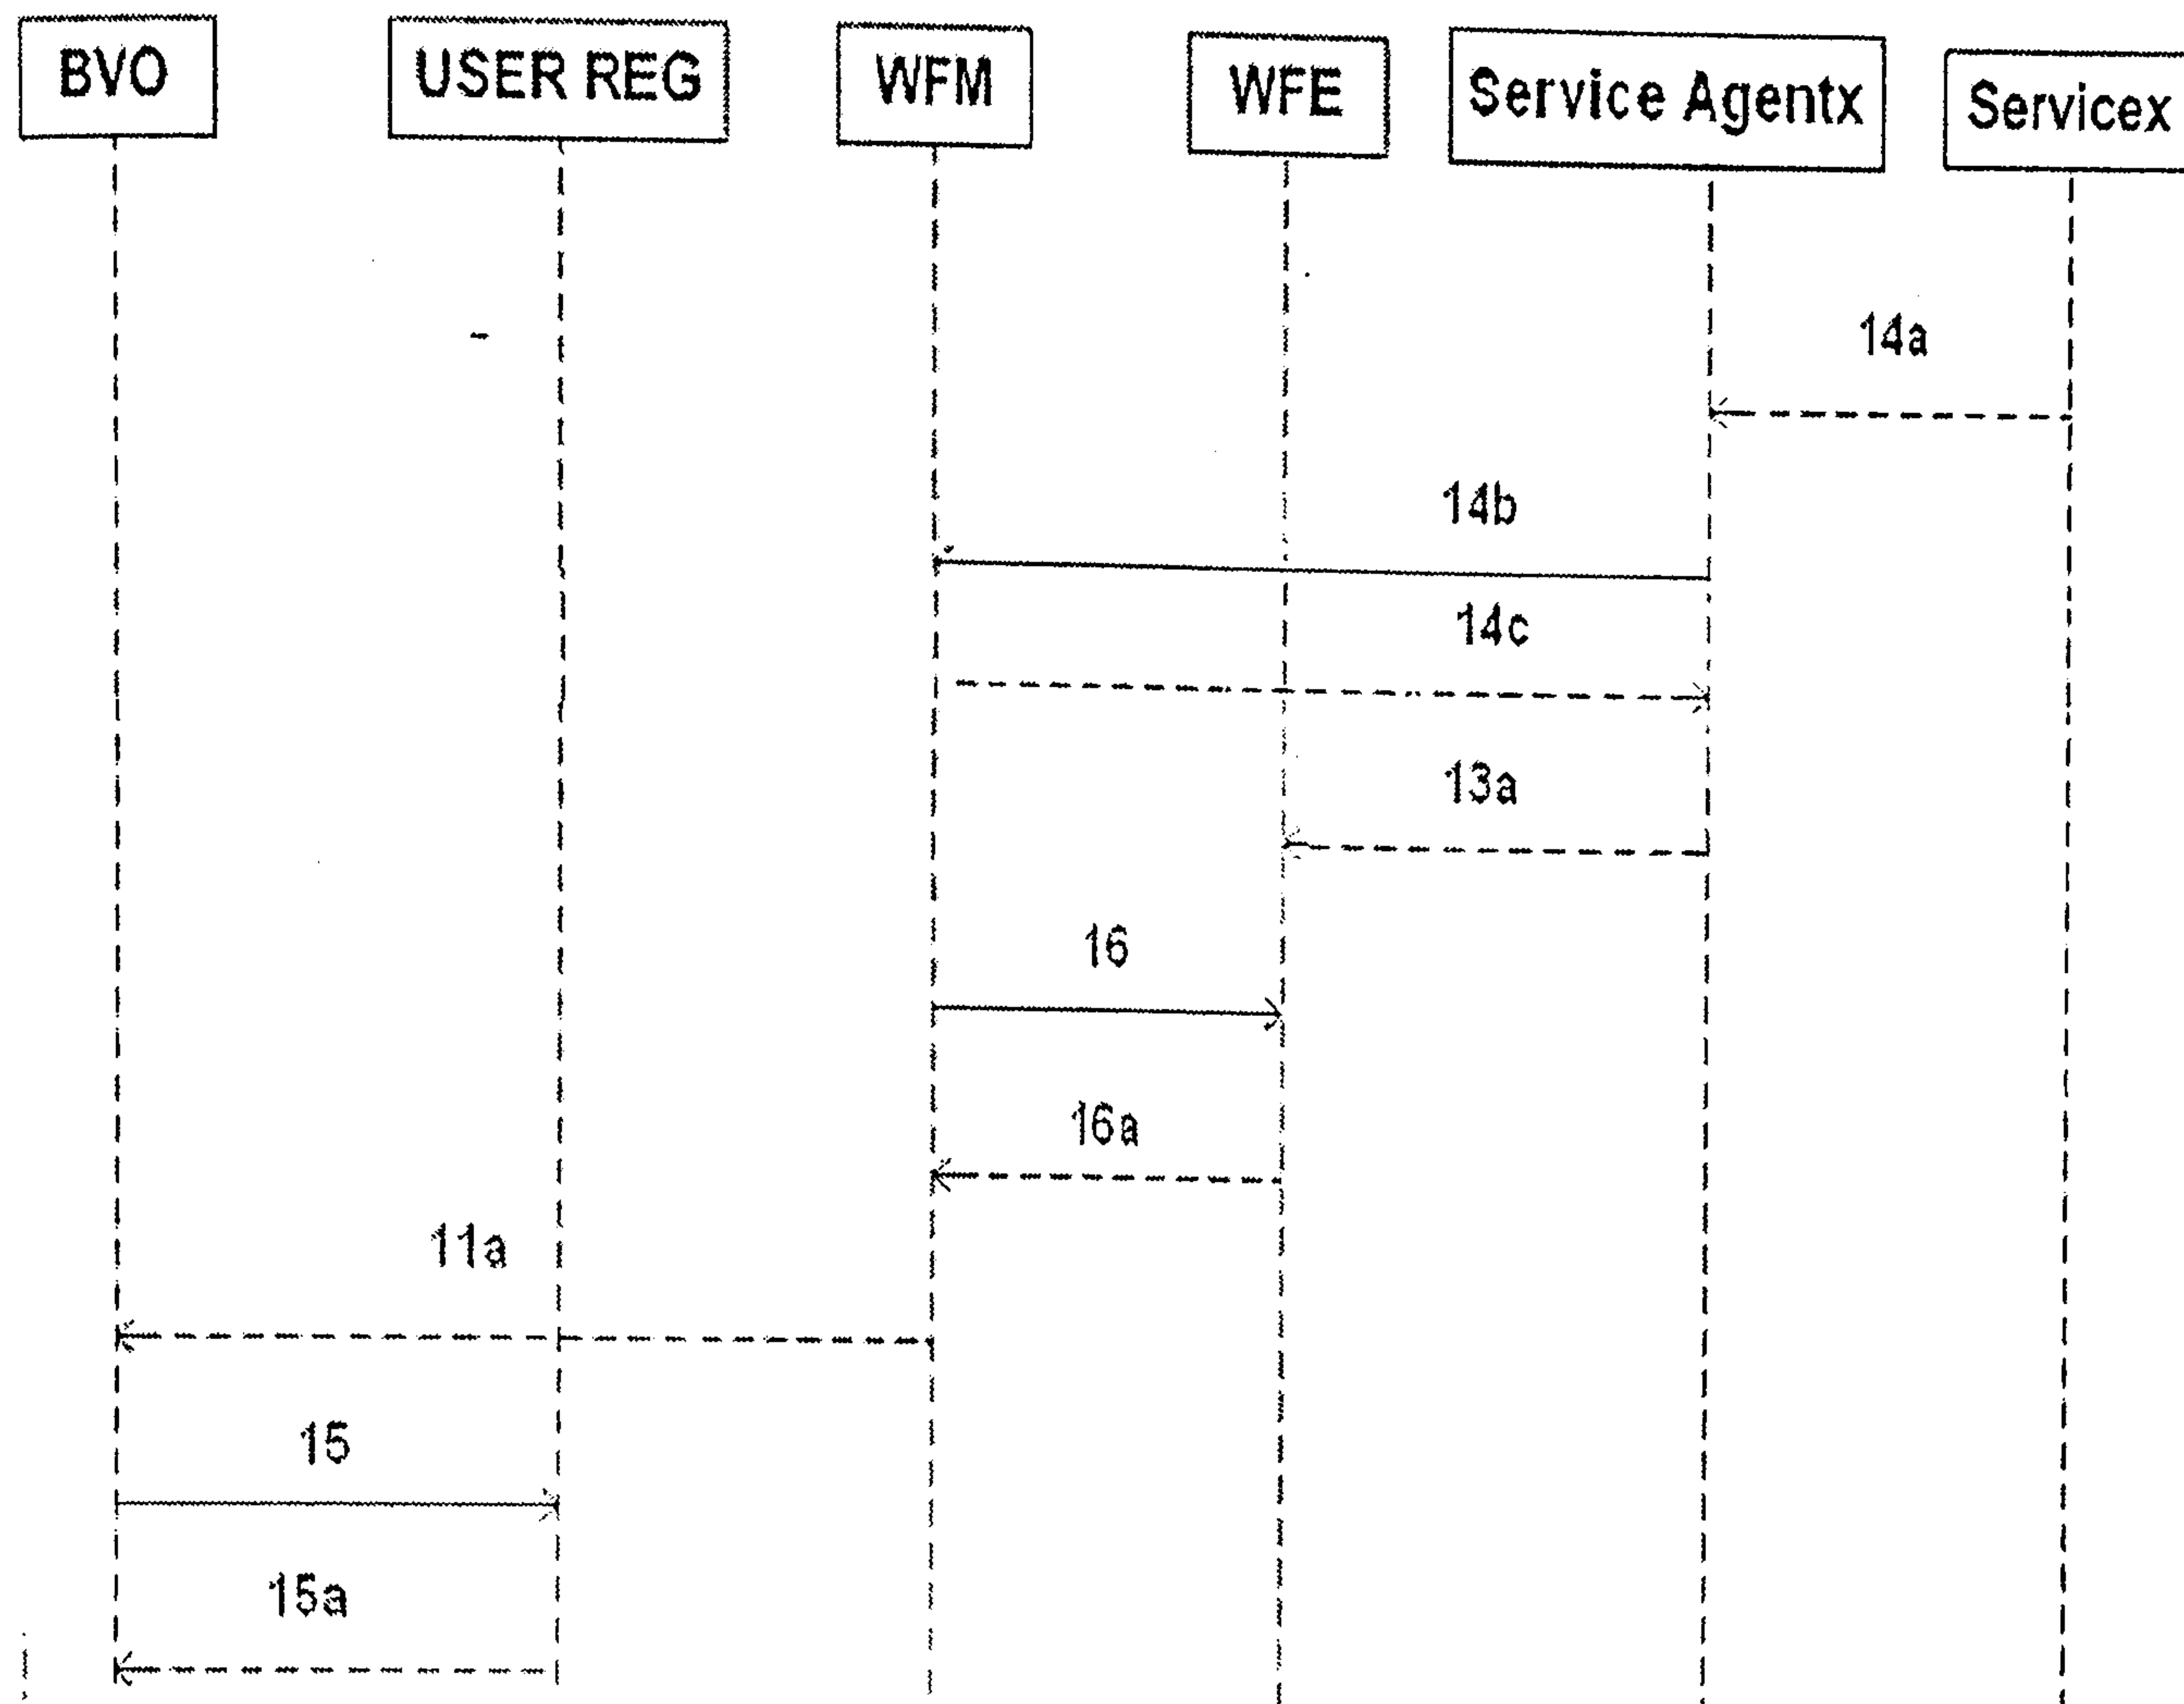 BVO
USER REG
WFM
WFE
Service Agentx
Servicex
14a
14b
14c
13a
16
16a
11a
15
15a